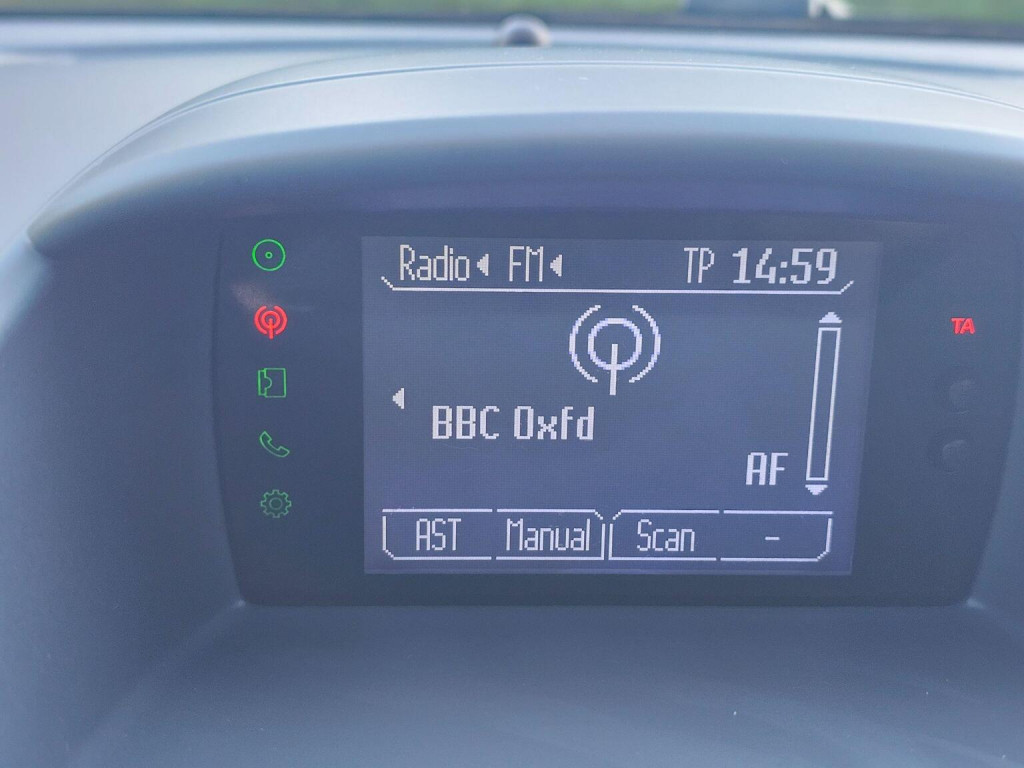 Radio FM TP 14:59
TA
BBC Oxfd
AF
AST Manual Scan -